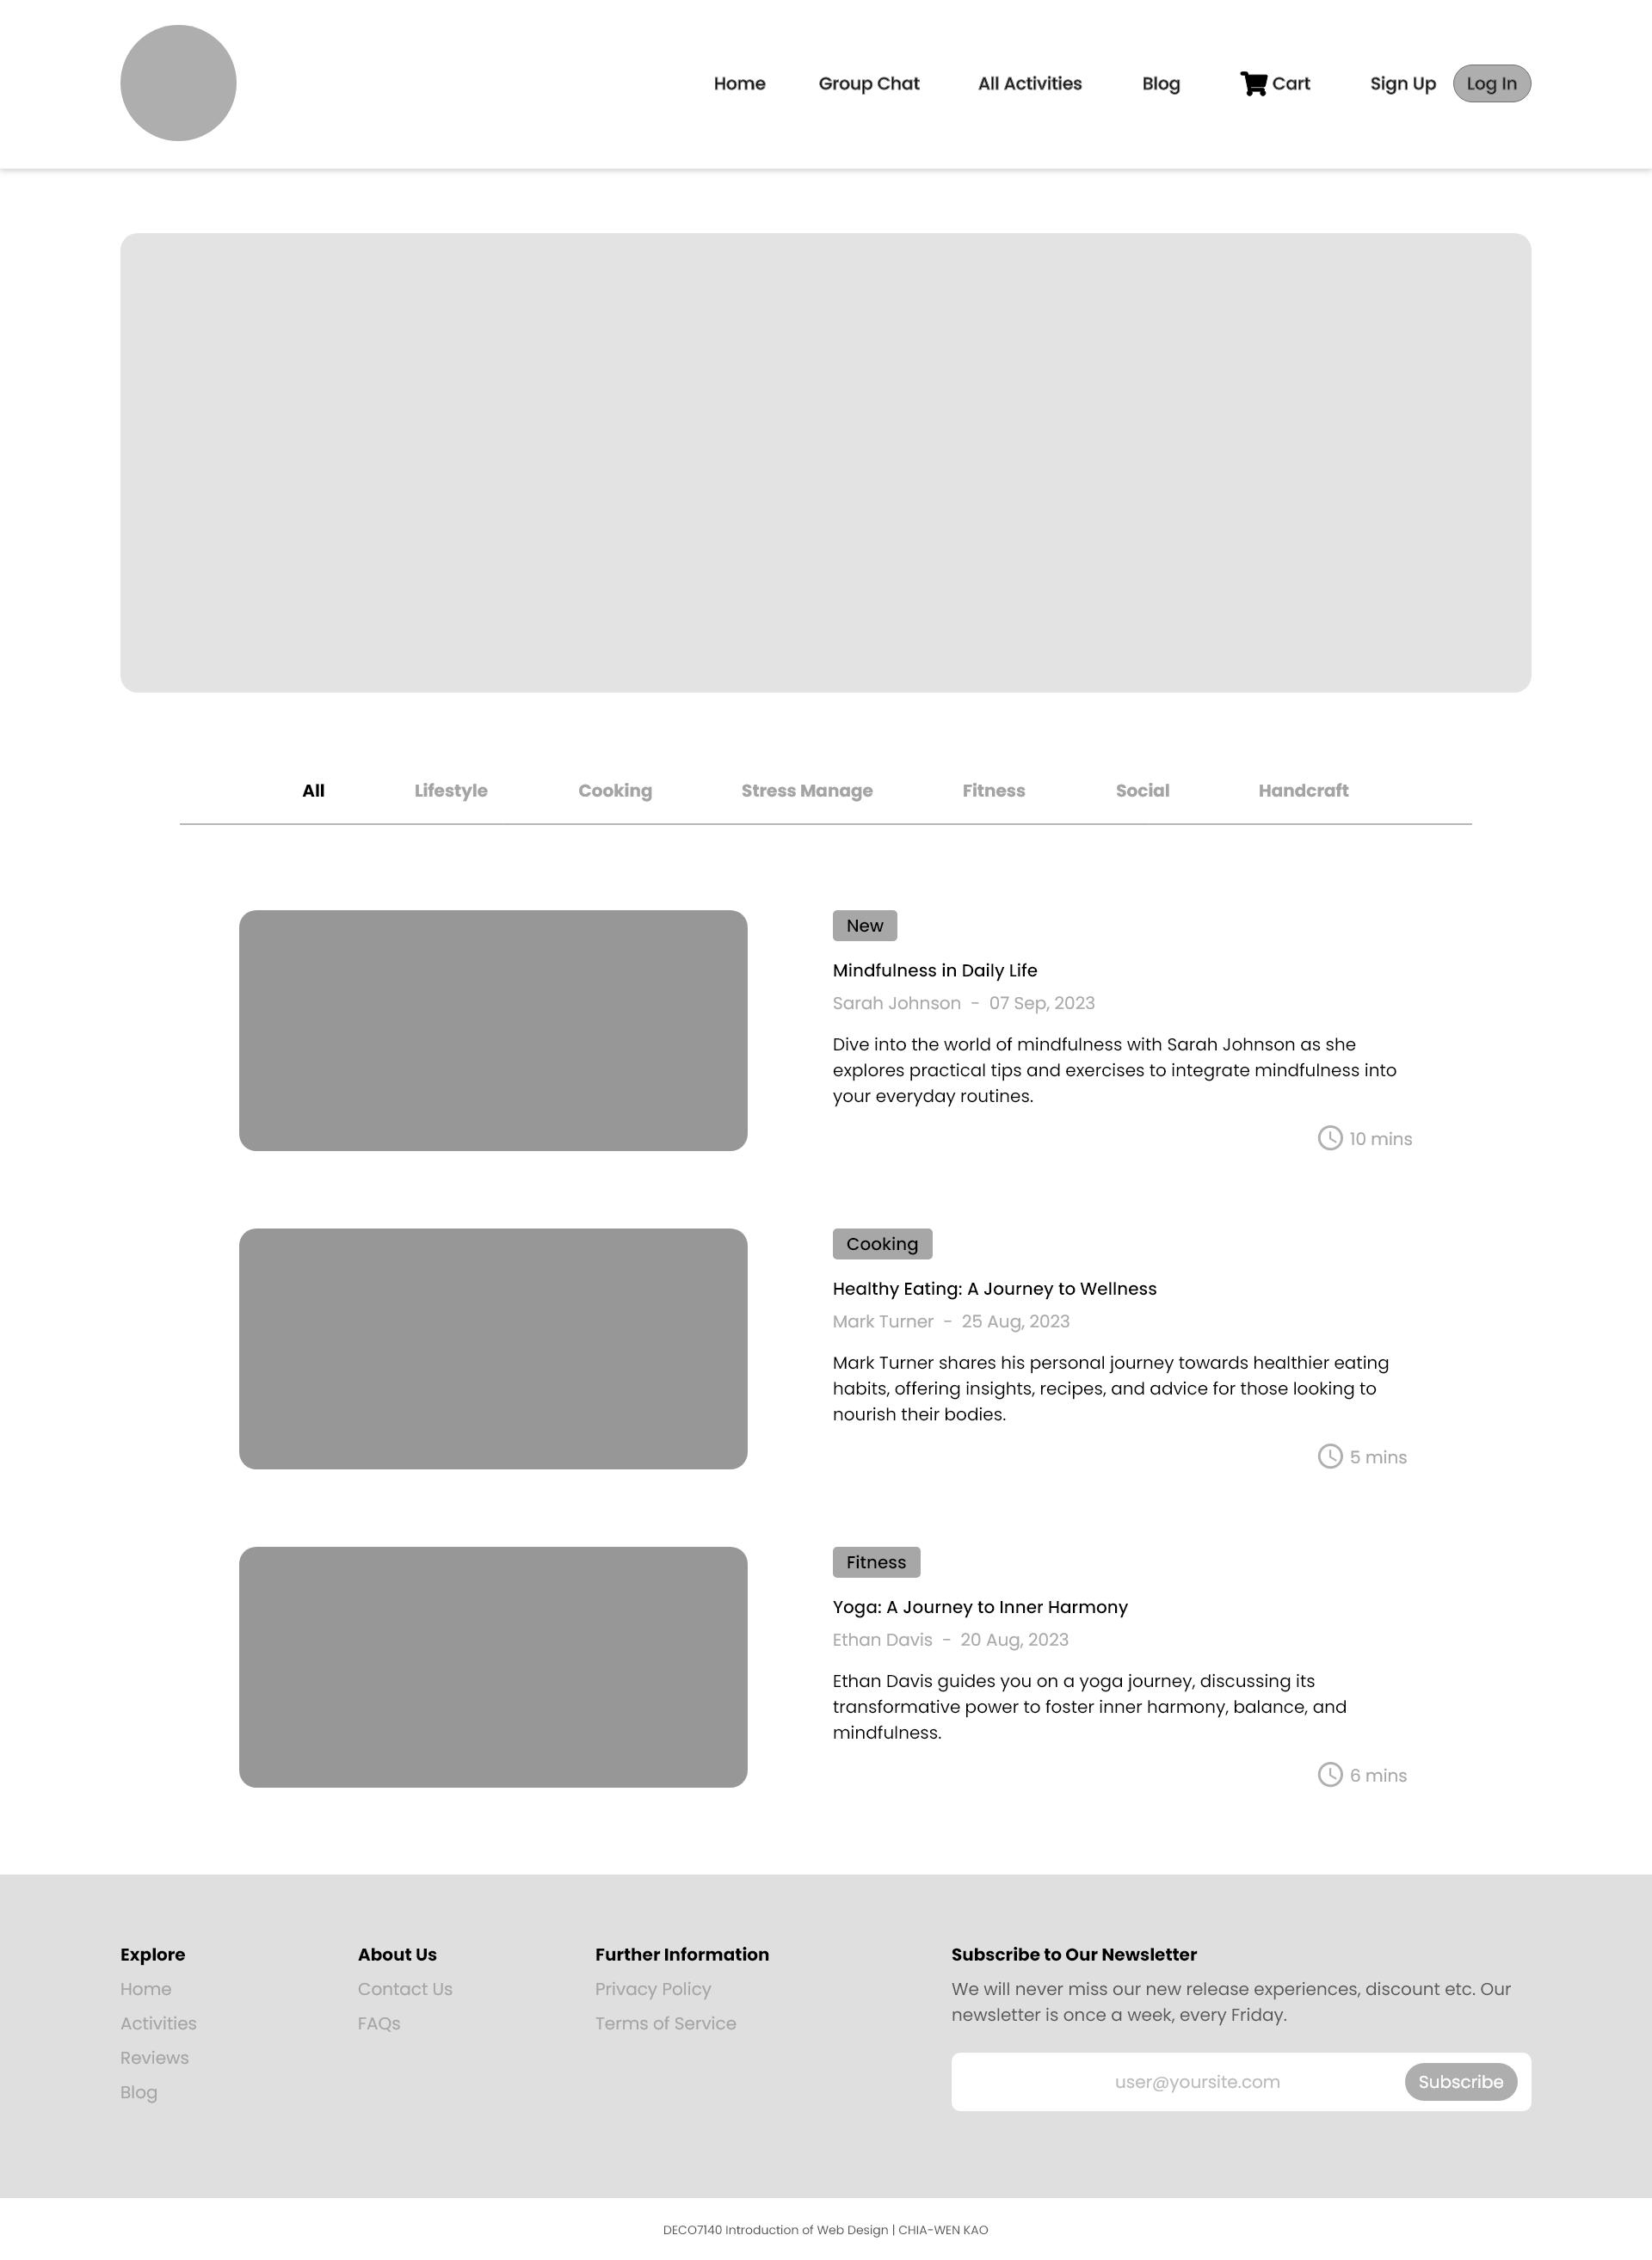 Home Group Chat All Activities Blog Cart Sign Up Log In
All Lifestyle Cooking Stress Manage Fitness Social Handcraft
New
Mindfulness in Daily Life
Sarah Johnson - 07 Sep, 2023
Dive into the world of mindfulness with Sarah Johnson as she
explores practical tips and exercises to integrate mindfulness into
your everyday routines.
10 mins
Cooking
Healthy Eating: A Journey to Wellness
Mark Turner - 25 Aug, 2023
Mark Turner shares his personal journey towards healthier eating
habits, offering insights, recipes, and advice for those looking to
nourish their bodies.
5 mins
Fitness
Yoga: A Journey to Inner Harmony
Ethan Davis - 20 Aug, 2023
Ethan Davis guides you on a yoga journey, discussing its
transformative power to foster inner harmony, balance, and
mindfulness.
6 mins
Explore
Home
Activities
Reviews
Blog
About Us
Contact Us
FAQs
Further Information
Privacy Policy
Terms of Service
Subscribe to Our Newsletter
We will never miss our new release experiences, discount etc. Our
newsletter is once a week, every Friday.
user@yoursite.com Subscribe
DECO7140 Introduction of Web Design | CHIA-WEN KAO